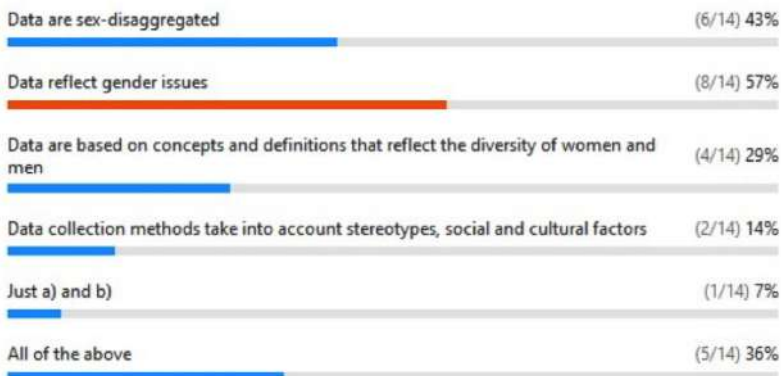 Data are sex-disaggregated (6/14) 43%
Data reflect gender issues (8/14) 57%
Data are based on concepts and definitions that reflect the diversity of women and
men (4/14) 29%
Data collection methods take into account stereotypes, social and cultural factors (2/14) 14%
Just a) and b) (1/14) 7%
All of the above (5/14) 36%